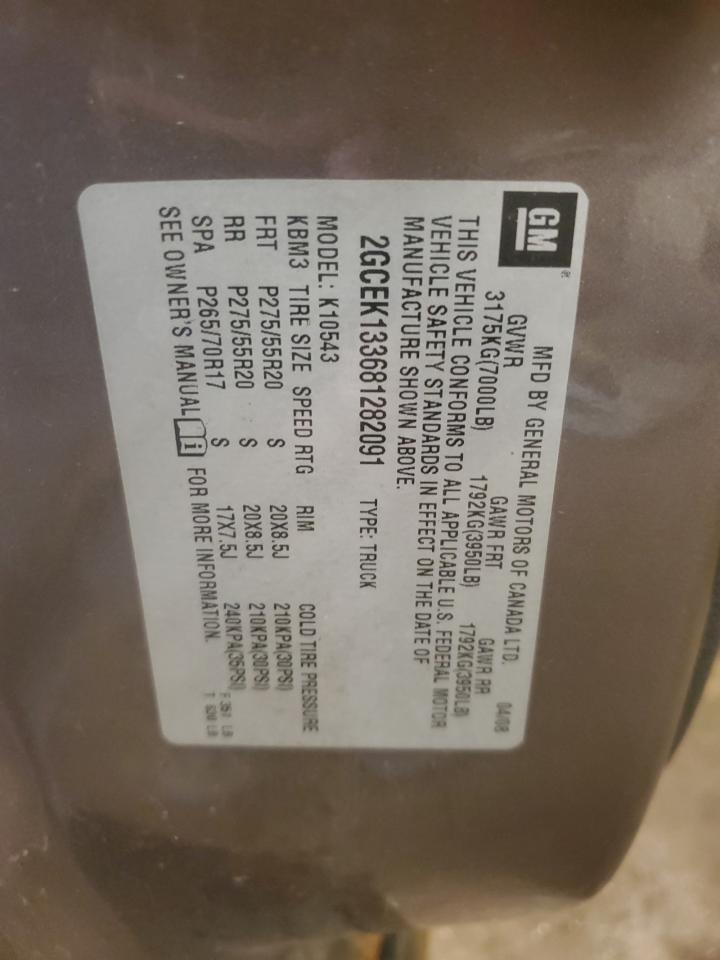 GM
MFD BY GENERAL MOTORS OF CANADA LTD. 04/08
GVWR GAWR FRT GAWR RR
3175KG(7000LB) 1792KG(3950LB) 1792KG(3950LB)
THIS VEHICLE CONFORMS TO ALL APPLICABLE U.S. FEDERAL MOTOR
VEHICLE SAFETY STANDARDS IN EFFECT ON THE DATE OF
MANUFACTURE SHOWN ABOVE.
2GCEK133681282091 TYPE: TRUCK
MODEL: K10543
KBM3 TIRE SIZE SPEED RTG RIM COLD TIRE PRESSURE
FRT P275/55R20 S 20X8.5J 210KPA(30PSI)
RR P275/55R20 S 20X8.5J 210KPA(30PSI)
SPA P265/70R17 S 17X7.5J 240KPA(35PSI)
SEE OWNER'S MANUAL FOR MORE INFORMATION.